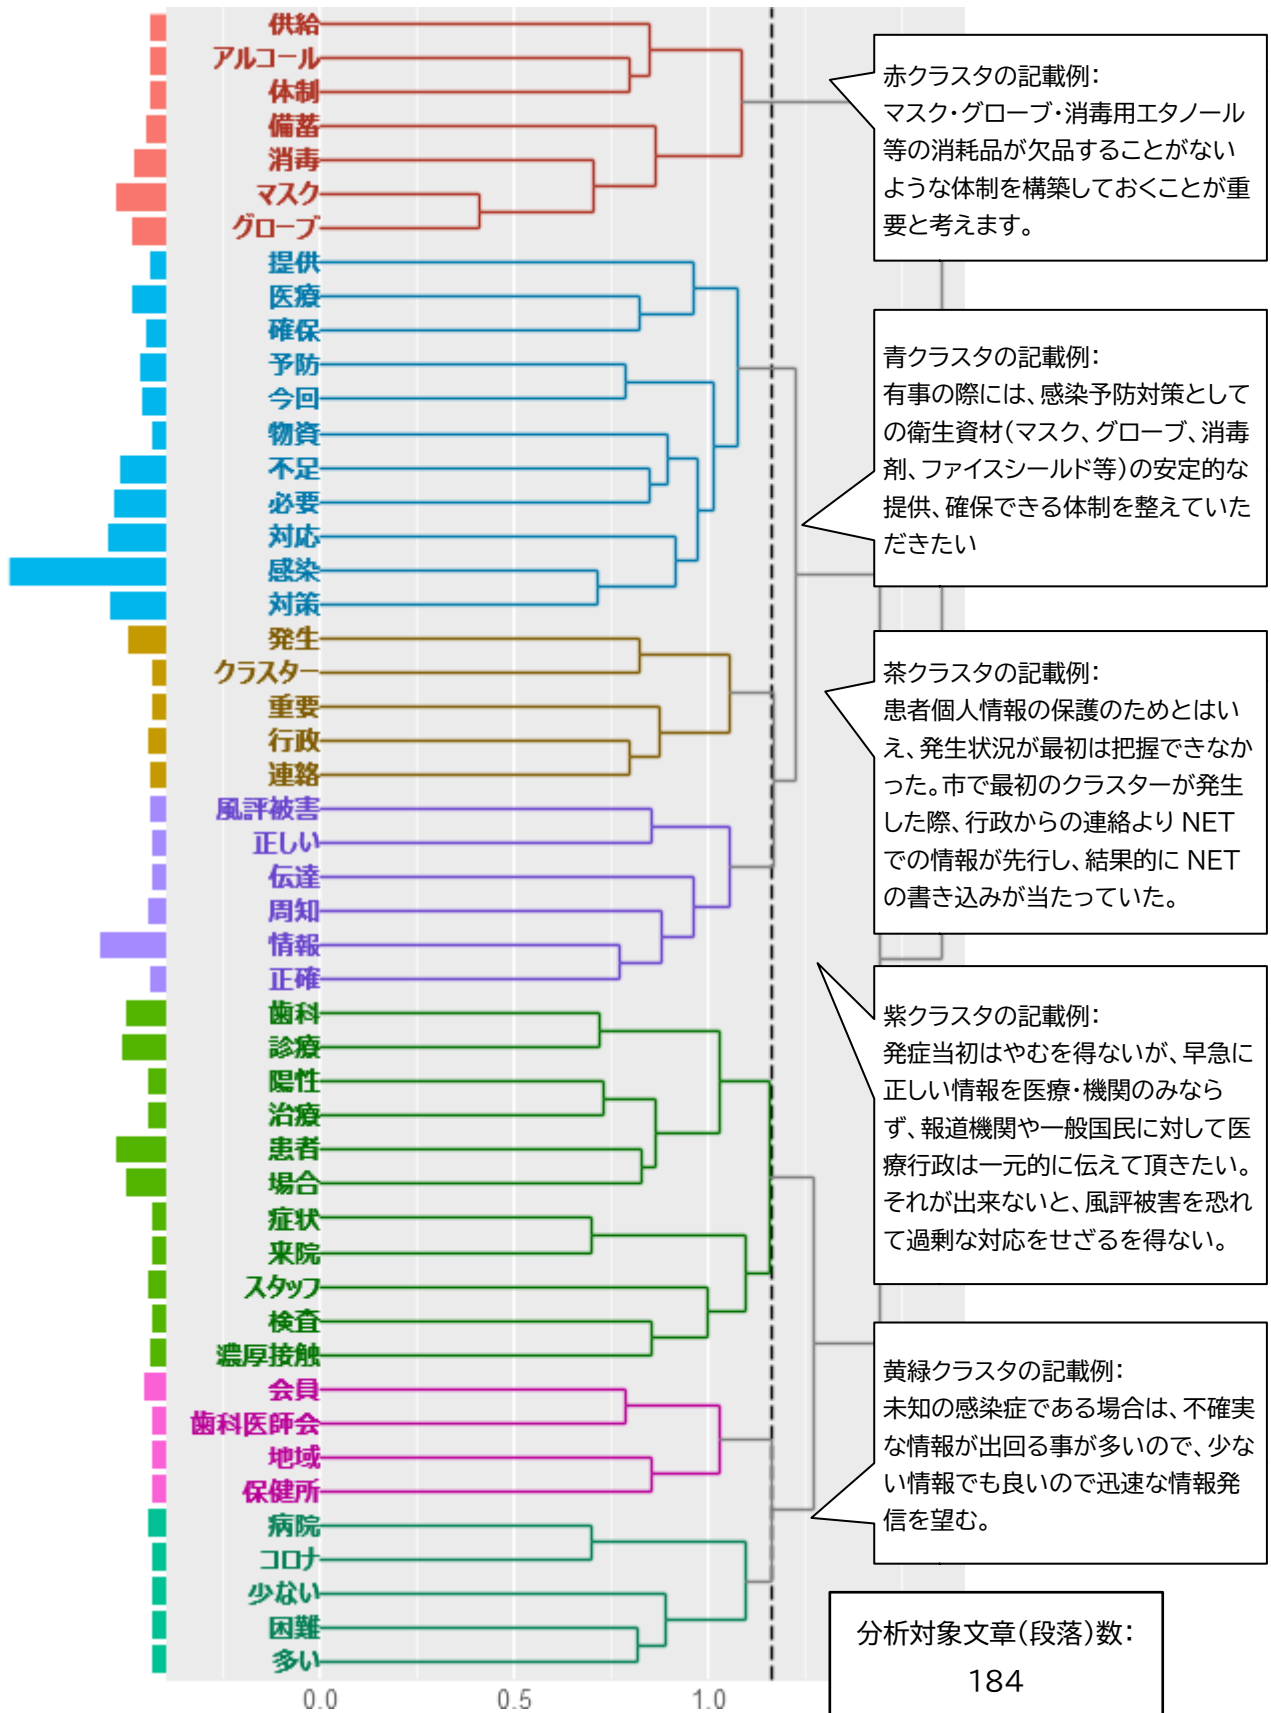 供給
アルコール
体制
備蓄
消毒
マスク
グローブ
提供
医療
確保
予防
今回
物資
不足
必要
対応
感染
対策
発生
クラスター
重要
行政
連絡
風評被害
正しい
伝達
周知
情報
正確
歯科
診療
陽性
治療
患者
場合
症状
来院
スタッフ
検査
濃厚接触
会員
歯科医師会
地域
保健所
病院
コロナ
少ない
困難
多い
0.0 0.5 1.0
赤クラスタの記載例：
マスク・グローブ・消毒用エタノール
等の消耗品が欠品することがない
ような体制を構築しておくことが重
要と考えます。
青クラスタの記載例：
有事の際には、感染予防対策として
の衛生資材（マスク、グローブ、消毒
剤、ファイスシールド等）の安定的な
提供、確保できる体制を整えていた
だきたい
茶クラスタの記載例：
患者個人情報の保護のためとはい
え、発生状況が最初は把握できなか
った。市で最初のクラスターが発生
した際、行政からの連絡より NET
での情報が先行し、結果的に NET
の書き込みが当たっていた。
紫クラスタの記載例：
発症当初はやむを得ないが、早急に
正しい情報を医療・機関のみなら
ず、報道機関や一般国民に対して医
療行政は一元的に伝えて頂きたい。
それが出来ないと、風評被害を恐れ
て過剰な対応をせざるを得ない。
黄緑クラスタの記載例：
未知の感染症である場合は、不確実
な情報が出回る事が多いので、少な
い情報でも良いので迅速な情報発
信を望む。
分析対象文章（段落）数：
184